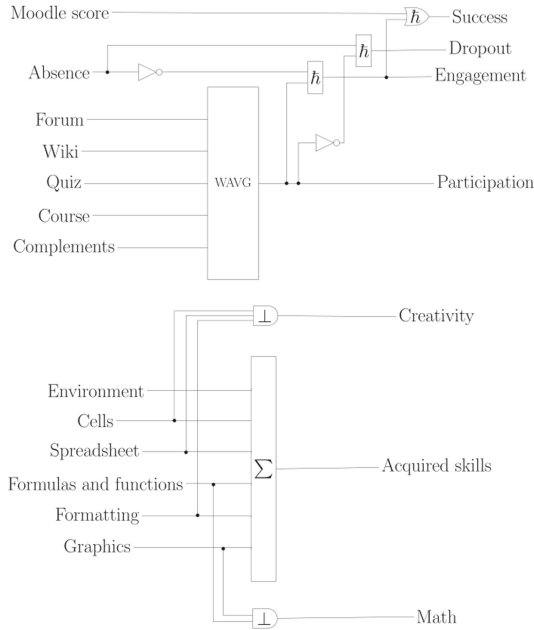 Moodle score
ħ
Success
ħ
Dropout
Absence
ħ
Engagement
Forum
Wiki
Quiz
WAVG
Participation
Course
Complements
⊥
Creativity
Environment
Cells
Spreadsheet
∑
Acquired skills
Formulas and functions
Formatting
Graphics
⊥
Math